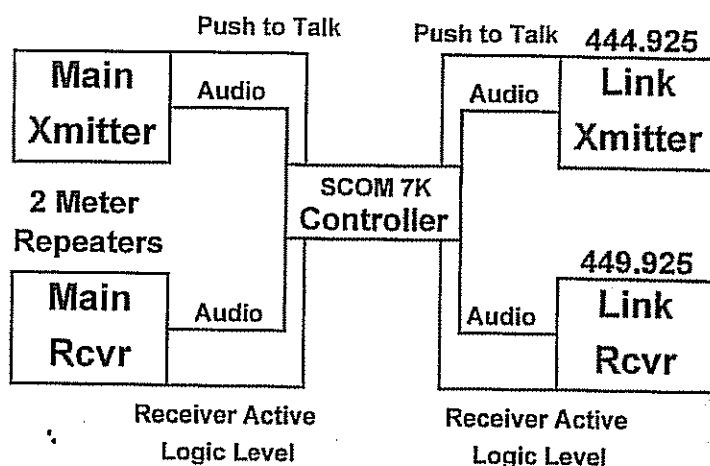 Push to Talk
Push to Talk
444.925
Main
Xmitter
Audio
Audio
Link
Xmitter
SCOM 7K
Controller
2 Meter
Repeaters
449.925
Main
Rcvr
Audio
Audio
Link
Rcvr
Receiver Active
Logic Level
Receiver Active
Logic Level